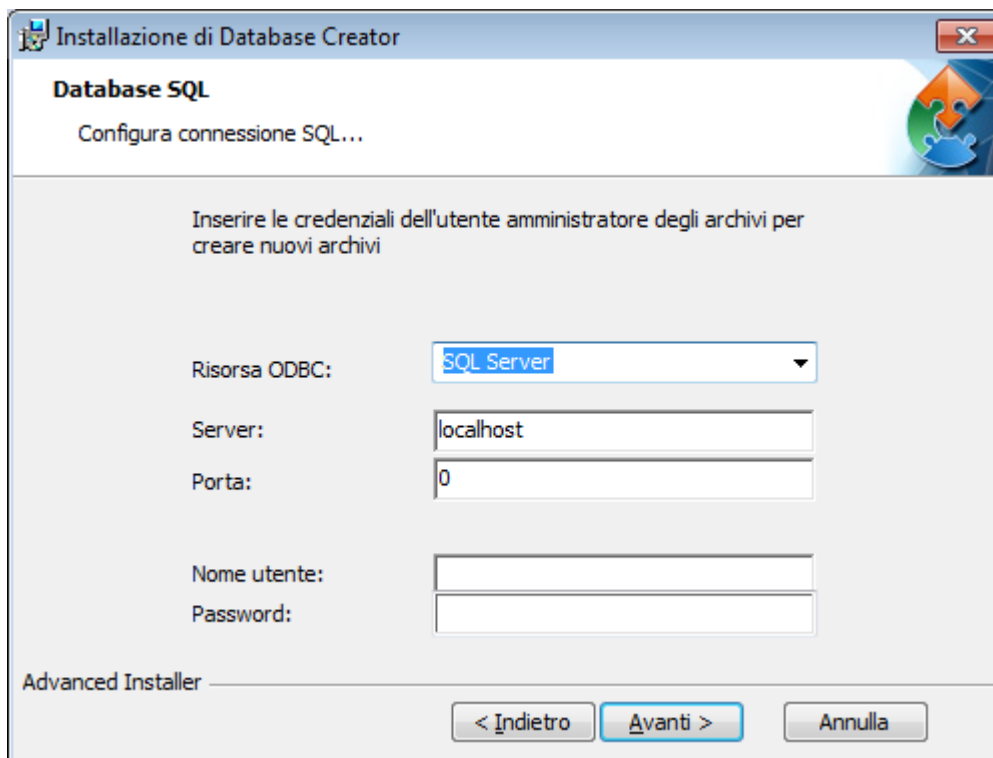 Installazione di Database Creator
Database SQL
Configura connessione SQL...
Inserire le credenziali dell'utente amministratore degli archivi per
creare nuovi archivi
Risorsa ODBC:
SQL Server
Server:
localhost
Porta:
0
Nome utente:
Password:
Advanced Installer
< Indietro
Avanti >
Annulla